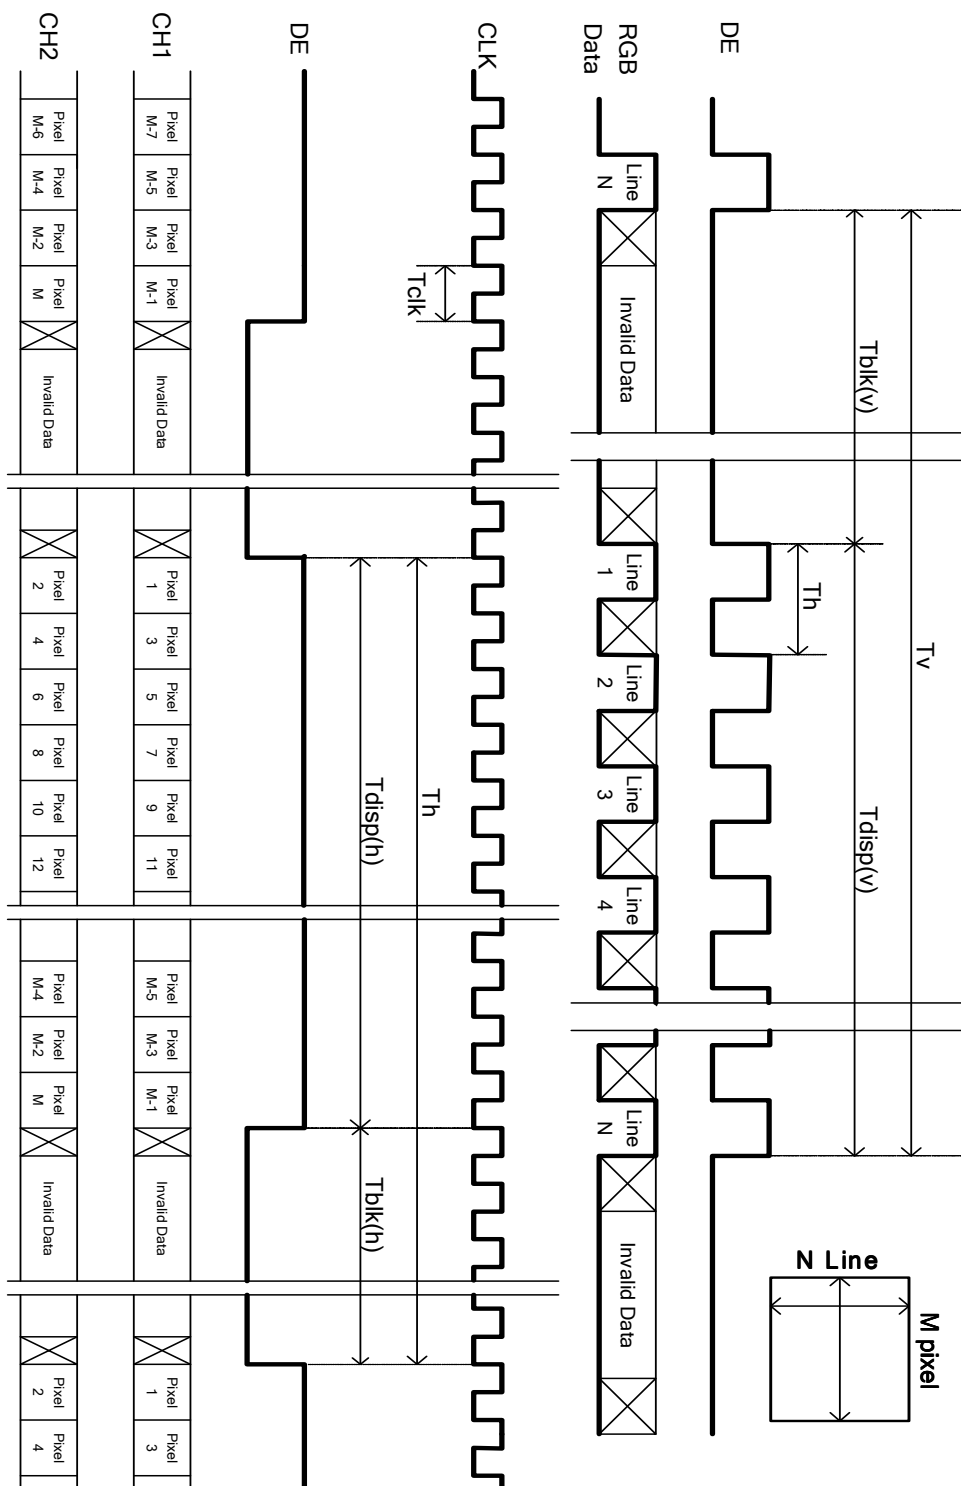 Tv
Tblk(v)
Tdisp(v)
Th
DE
RGB
Data
Line
N
Invalid Data
Line
1
Line
2
Line
3
Line
4
Line
N
Invalid Data
M pixel
N Line
CLK
Tclk
Th
Tdisp(h)
Tblk(h)
DE
CH1
Pixel
M-7
Pixel
M-5
Pixel
M-3
Pixel
M-1
Invalid Data
Pixel
1
Pixel
3
Pixel
5
Pixel
7
Pixel
9
Pixel
11
Pixel
M-5
Pixel
M-3
Pixel
M-1
Invalid Data
Pixel
1
Pixel
3
CH2
Pixel
M-6
Pixel
M-4
Pixel
M-2
Pixel
M
Invalid Data
Pixel
2
Pixel
4
Pixel
6
Pixel
8
Pixel
10
Pixel
12
Pixel
M-4
Pixel
M-2
Pixel
M
Invalid Data
Pixel
2
Pixel
4